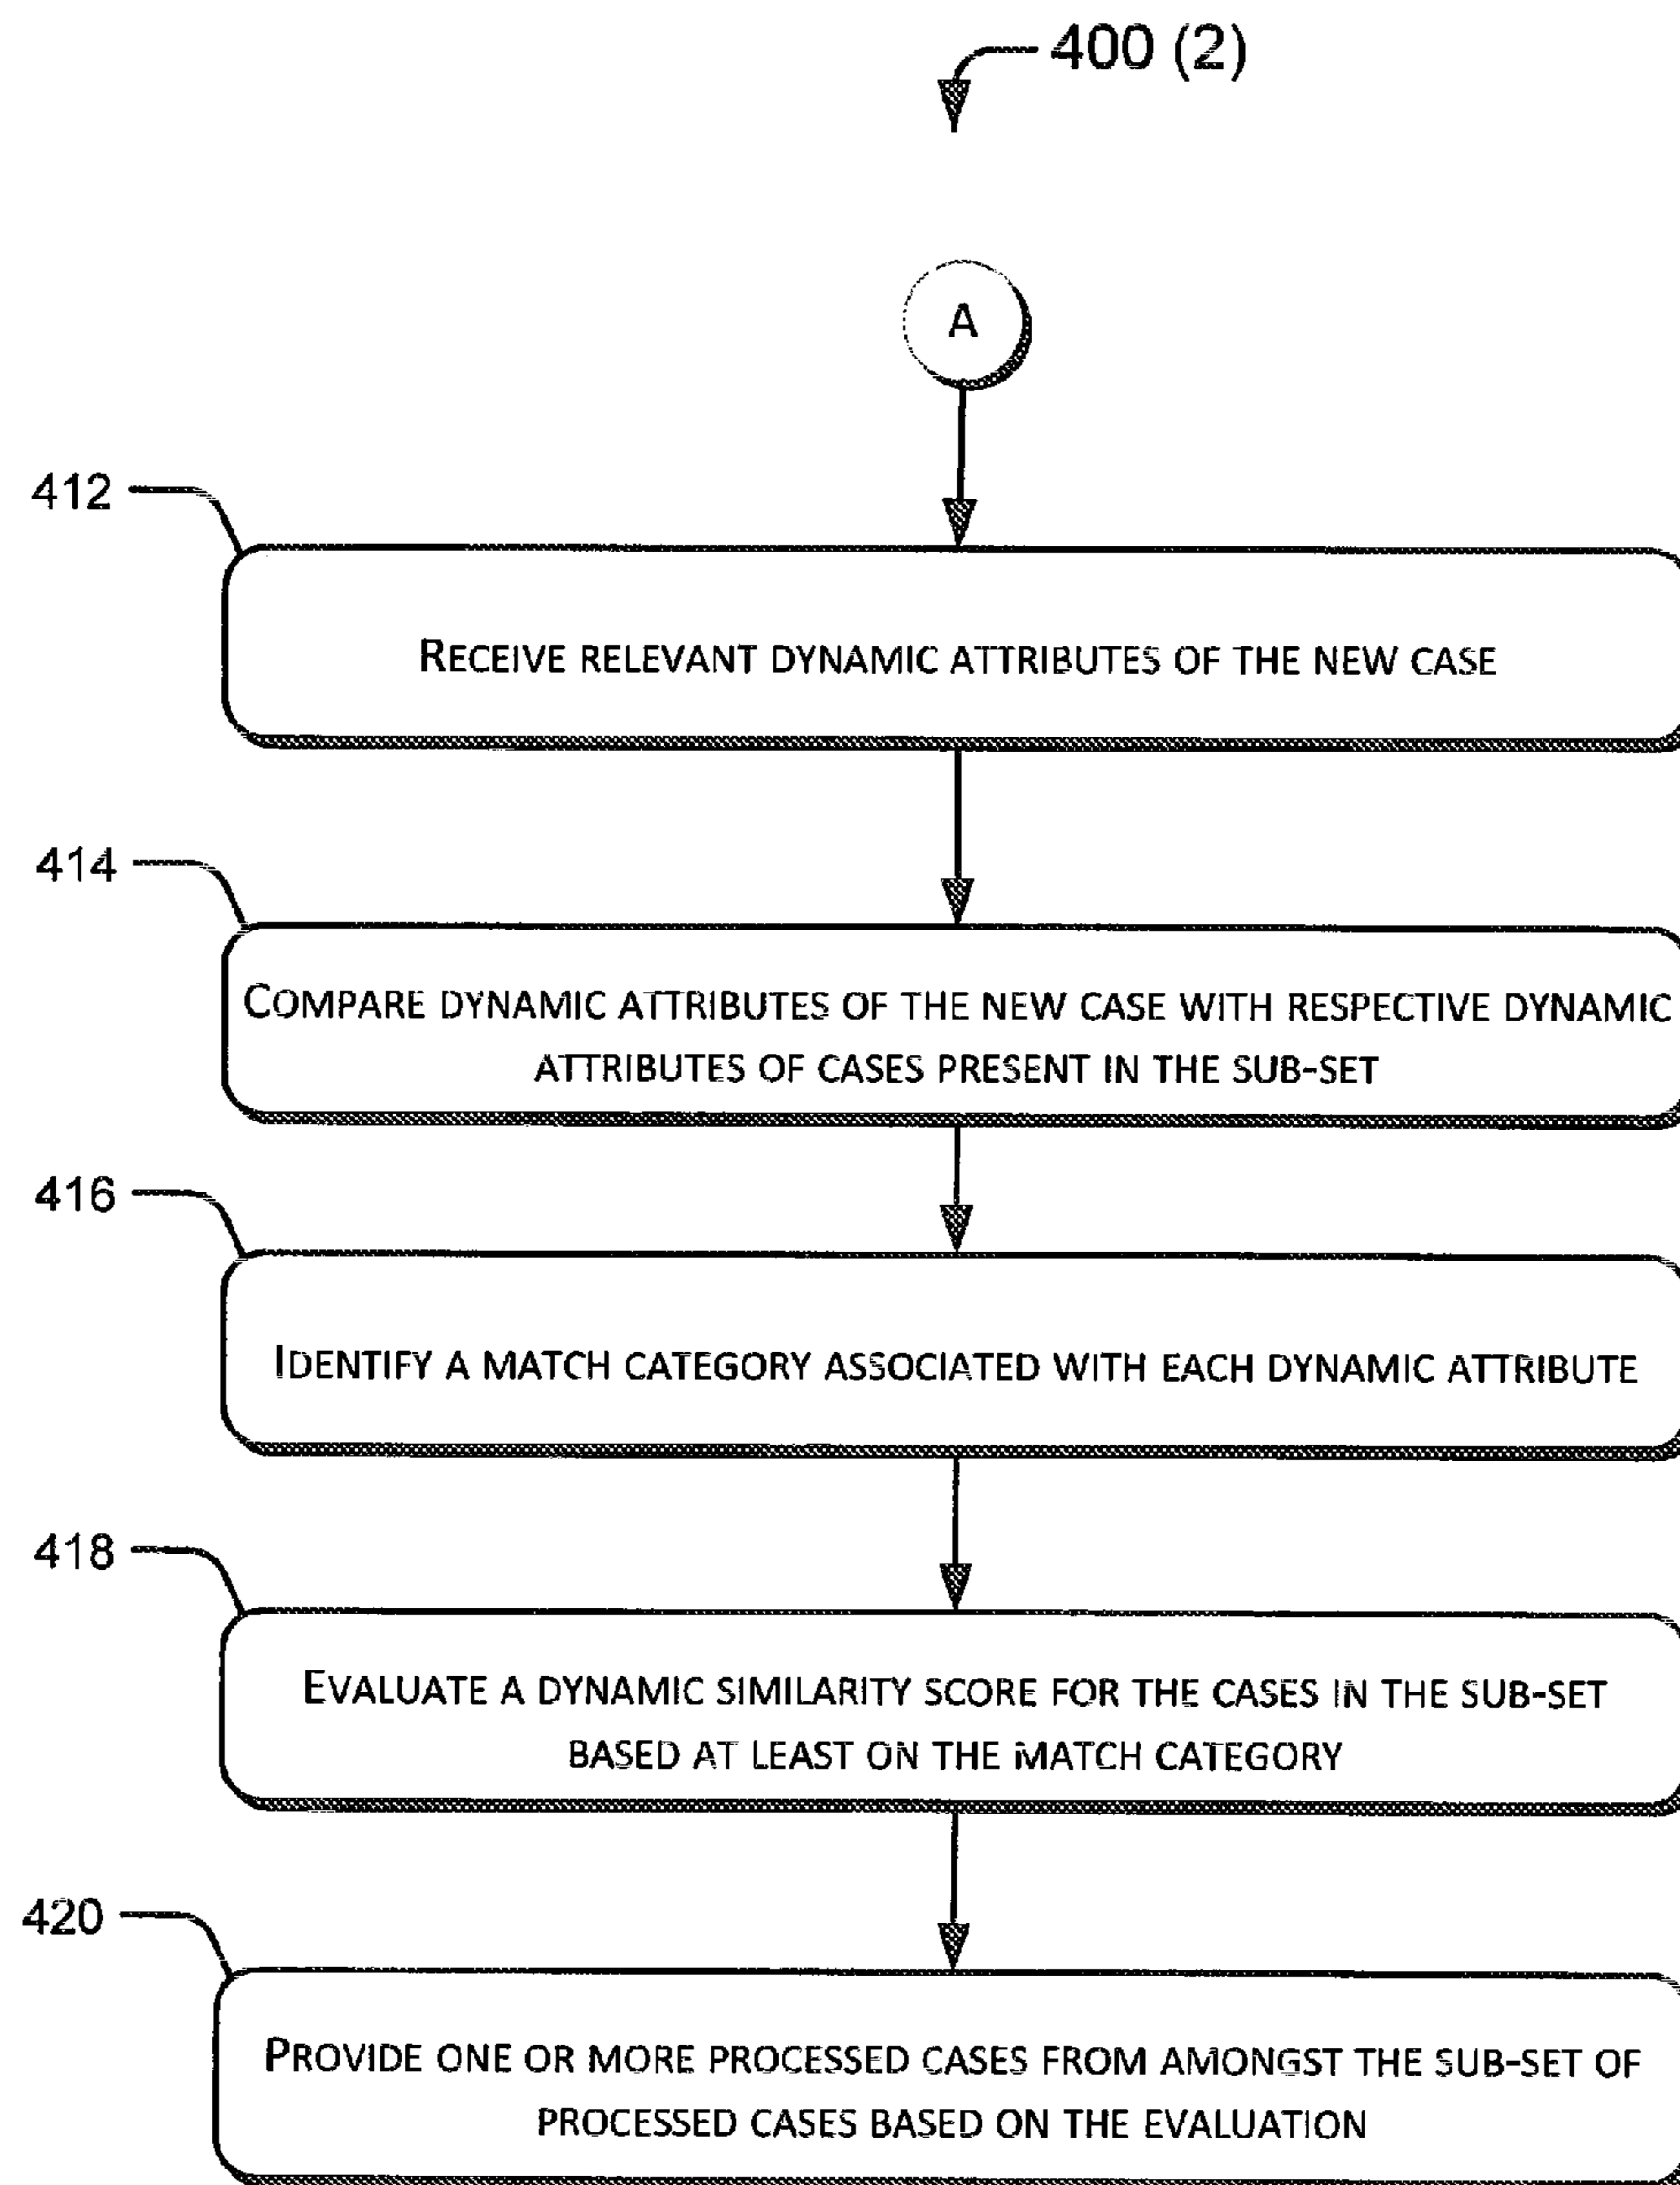 400 (2)
A
412
RECEIVE RELEVANT DYNAMIC ATTRIBUTES OF THE NEW CASE
414
COMPARE DYNAMIC ATTRIBUTES OF THE NEW CASE WITH RESPECTIVE DYNAMIC
ATTRIBUTES OF CASES PRESENT IN THE SUB-SET
416
IDENTIFY A MATCH CATEGORY ASSOCIATED WITH EACH DYNAMIC ATTRIBUTE
418
EVALUATE A DYNAMIC SIMILARITY SCORE FOR THE CASES IN THE SUB-SET
BASED AT LEAST ON THE MATCH CATEGORY
420
PROVIDE ONE OR MORE PROCESSED CASES FROM AMONGST THE SUB-SET OF
PROCESSED CASES BASED ON THE EVALUATION